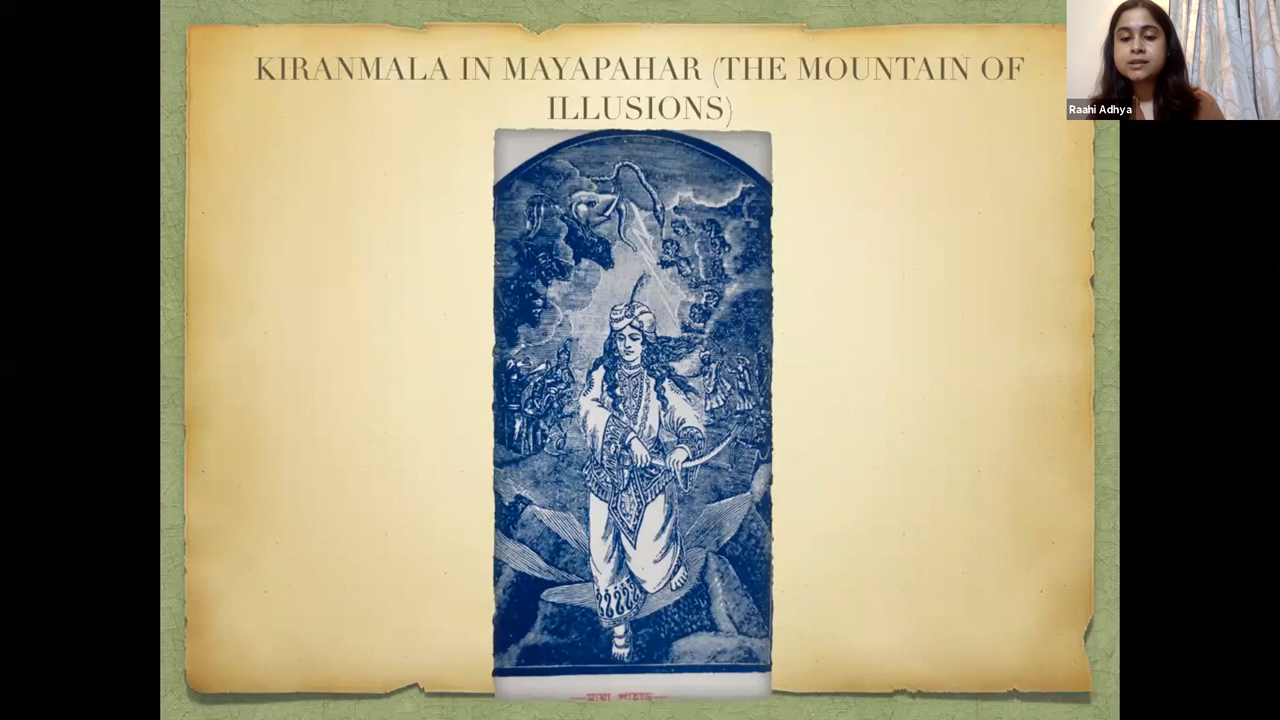 KIRANMALA IN MAYAPAHAR (THE MOUNTAIN OF
ILLUSIONS)
Raahi Adhya
মায়া পাহাড়